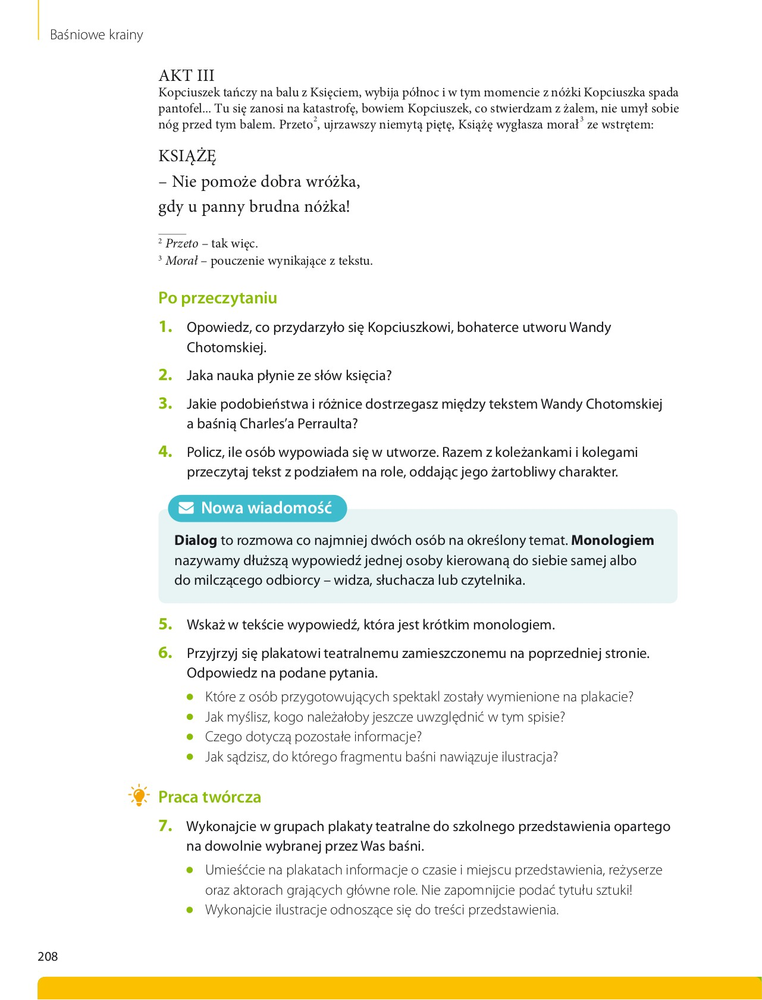 Baśniowe krainy
AKT III
Kopciuszek tańczy na balu z Księciem, wybija północ i w tym momencie z nóżki Kopciuszka spada
pantofel... Tu się zanosi na katastrofę, bowiem Kopciuszek, co stwierdzam z żalem, nie umył sobie
nóg przed tym balem. Przeto², ujrzawszy niemytą piętę, Książę wygłasza morał³ ze wstrętem:
KSIĄŻĘ
– Nie pomoże dobra wróżka,
gdy u panny brudna nóżka!
² Przeto – tak więc.
³ Morał – pouczenie wynikające z tekstu.
Po przeczytaniu
1. Opowiedz, co przydarzyło się Kopciuszkowi, bohaterce utworu Wandy
Chotomskiej.
2. Jaka nauka płynie ze słów księcia?
3. Jakie podobieństwa i różnice dostrzegasz między tekstem Wandy Chotomskiej
a baśnią Charles’a Perraulta?
4. Policz, ile osób wypowiada się w utworze. Razem z koleżankami i kolegami
przeczytaj tekst z podziałem na role, oddając jego żartobliwy charakter.
Nowa wiadomość
Dialog to rozmowa co najmniej dwóch osób na określony temat. Monologiem
nazywamy dłuższą wypowiedź jednej osoby kierowaną do siebie samej albo
do milczącego odbiorcy – widza, słuchacza lub czytelnika.
5. Wskaż w tekście wypowiedź, która jest krótkim monologiem.
6. Przyjrzyj się plakatowi teatralnemu zamieszczonemu na poprzedniej stronie.
Odpowiedz na podane pytania.
● Które z osób przygotowujących spektakl zostały wymienione na plakacie?
● Jak myślisz, kogo należałoby jeszcze uwzględnić w tym spisie?
● Czego dotyczą pozostałe informacje?
● Jak sądzisz, do którego fragmentu baśni nawiązuje ilustracja?
Praca twórcza
7. Wykonajcie w grupach plakaty teatralne do szkolnego przedstawienia opartego
na dowolnie wybranej przez Was baśni.
● Umieśćcie na plakatach informacje o czasie i miejscu przedstawienia, reżyserze
oraz aktorach grających główne role. Nie zapomnijcie podać tytułu sztuki!
● Wykonajcie ilustracje odnoszące się do treści przedstawienia.
208